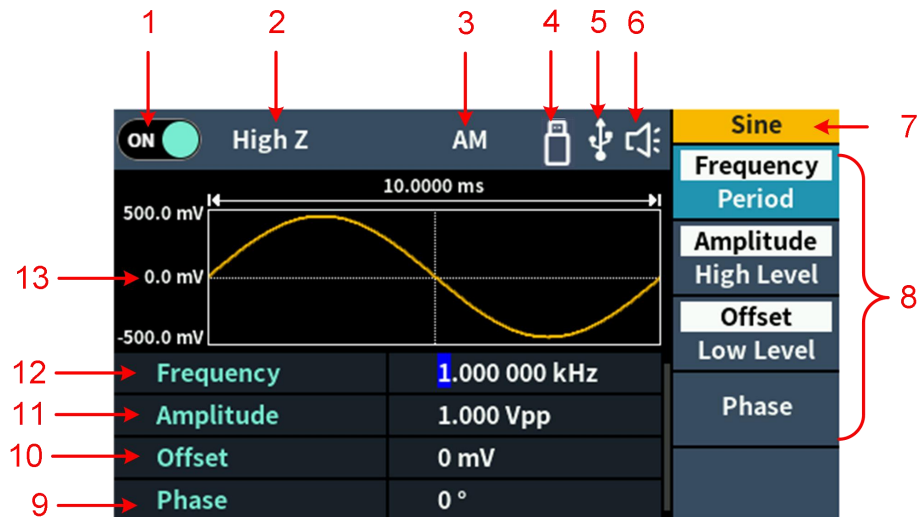 1 2 3 4 5 6
ON High Z AM
Sine 7
10.0000 ms
500.0 mV
13 0.0 mV
-500.0 mV
Frequency
Period
Amplitude
High Level
Offset
Low Level
Phase
8
12 Frequency 1.000 000 kHz
11 Amplitude 1.000 Vpp
10 Offset 0 mV
9 Phase 0 °